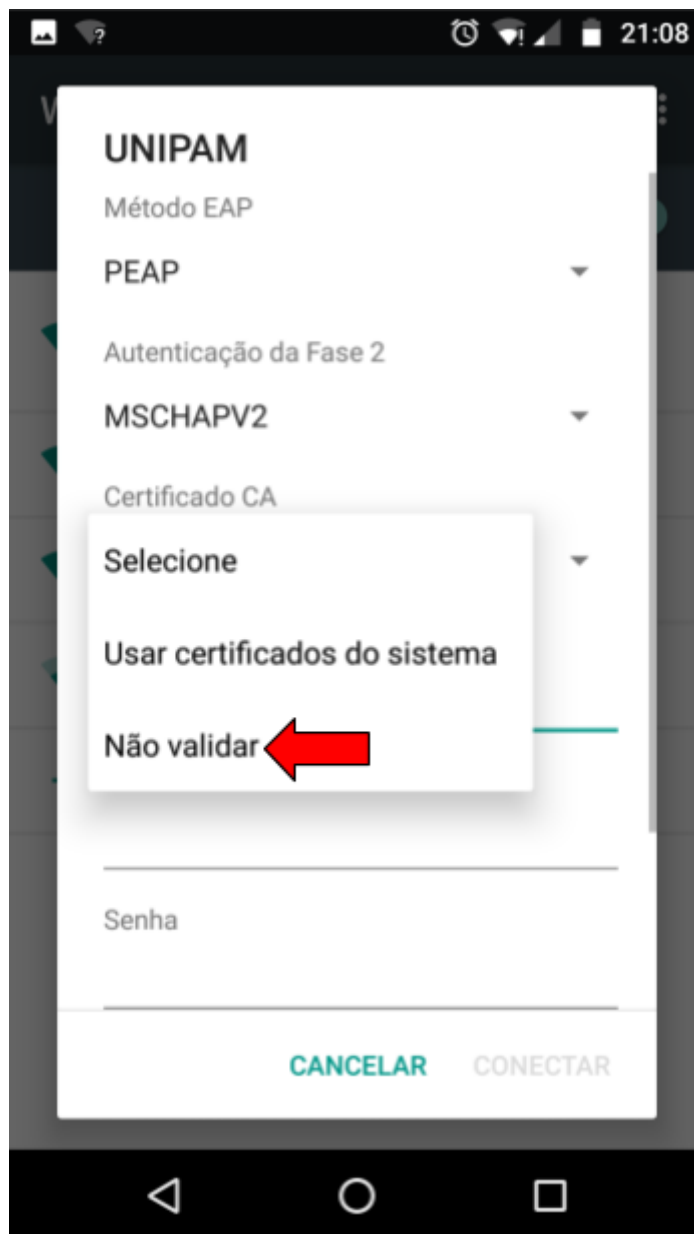 21:08
W
UNIPAM
Método EAP
PEAP
Autenticação da Fase 2
MSCHAPV2
Certificado CA
Selecione
Usar certificados do sistema
Não validar
Senha
CANCELAR CONECTAR